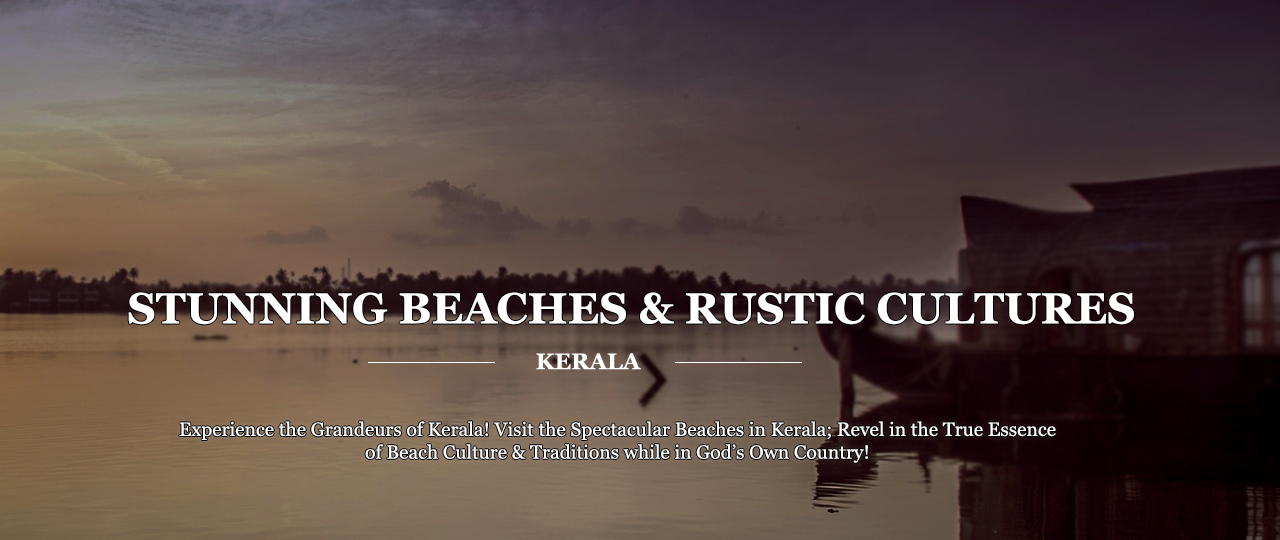 STUNNING BEACHES & RUSTIC CULTURES
KERALA
Experience the Grandeurs of Kerala! Visit the Spectacular Beaches in Kerala; Revel in the True Essence
of Beach Culture & Traditions while in God’s Own Country!